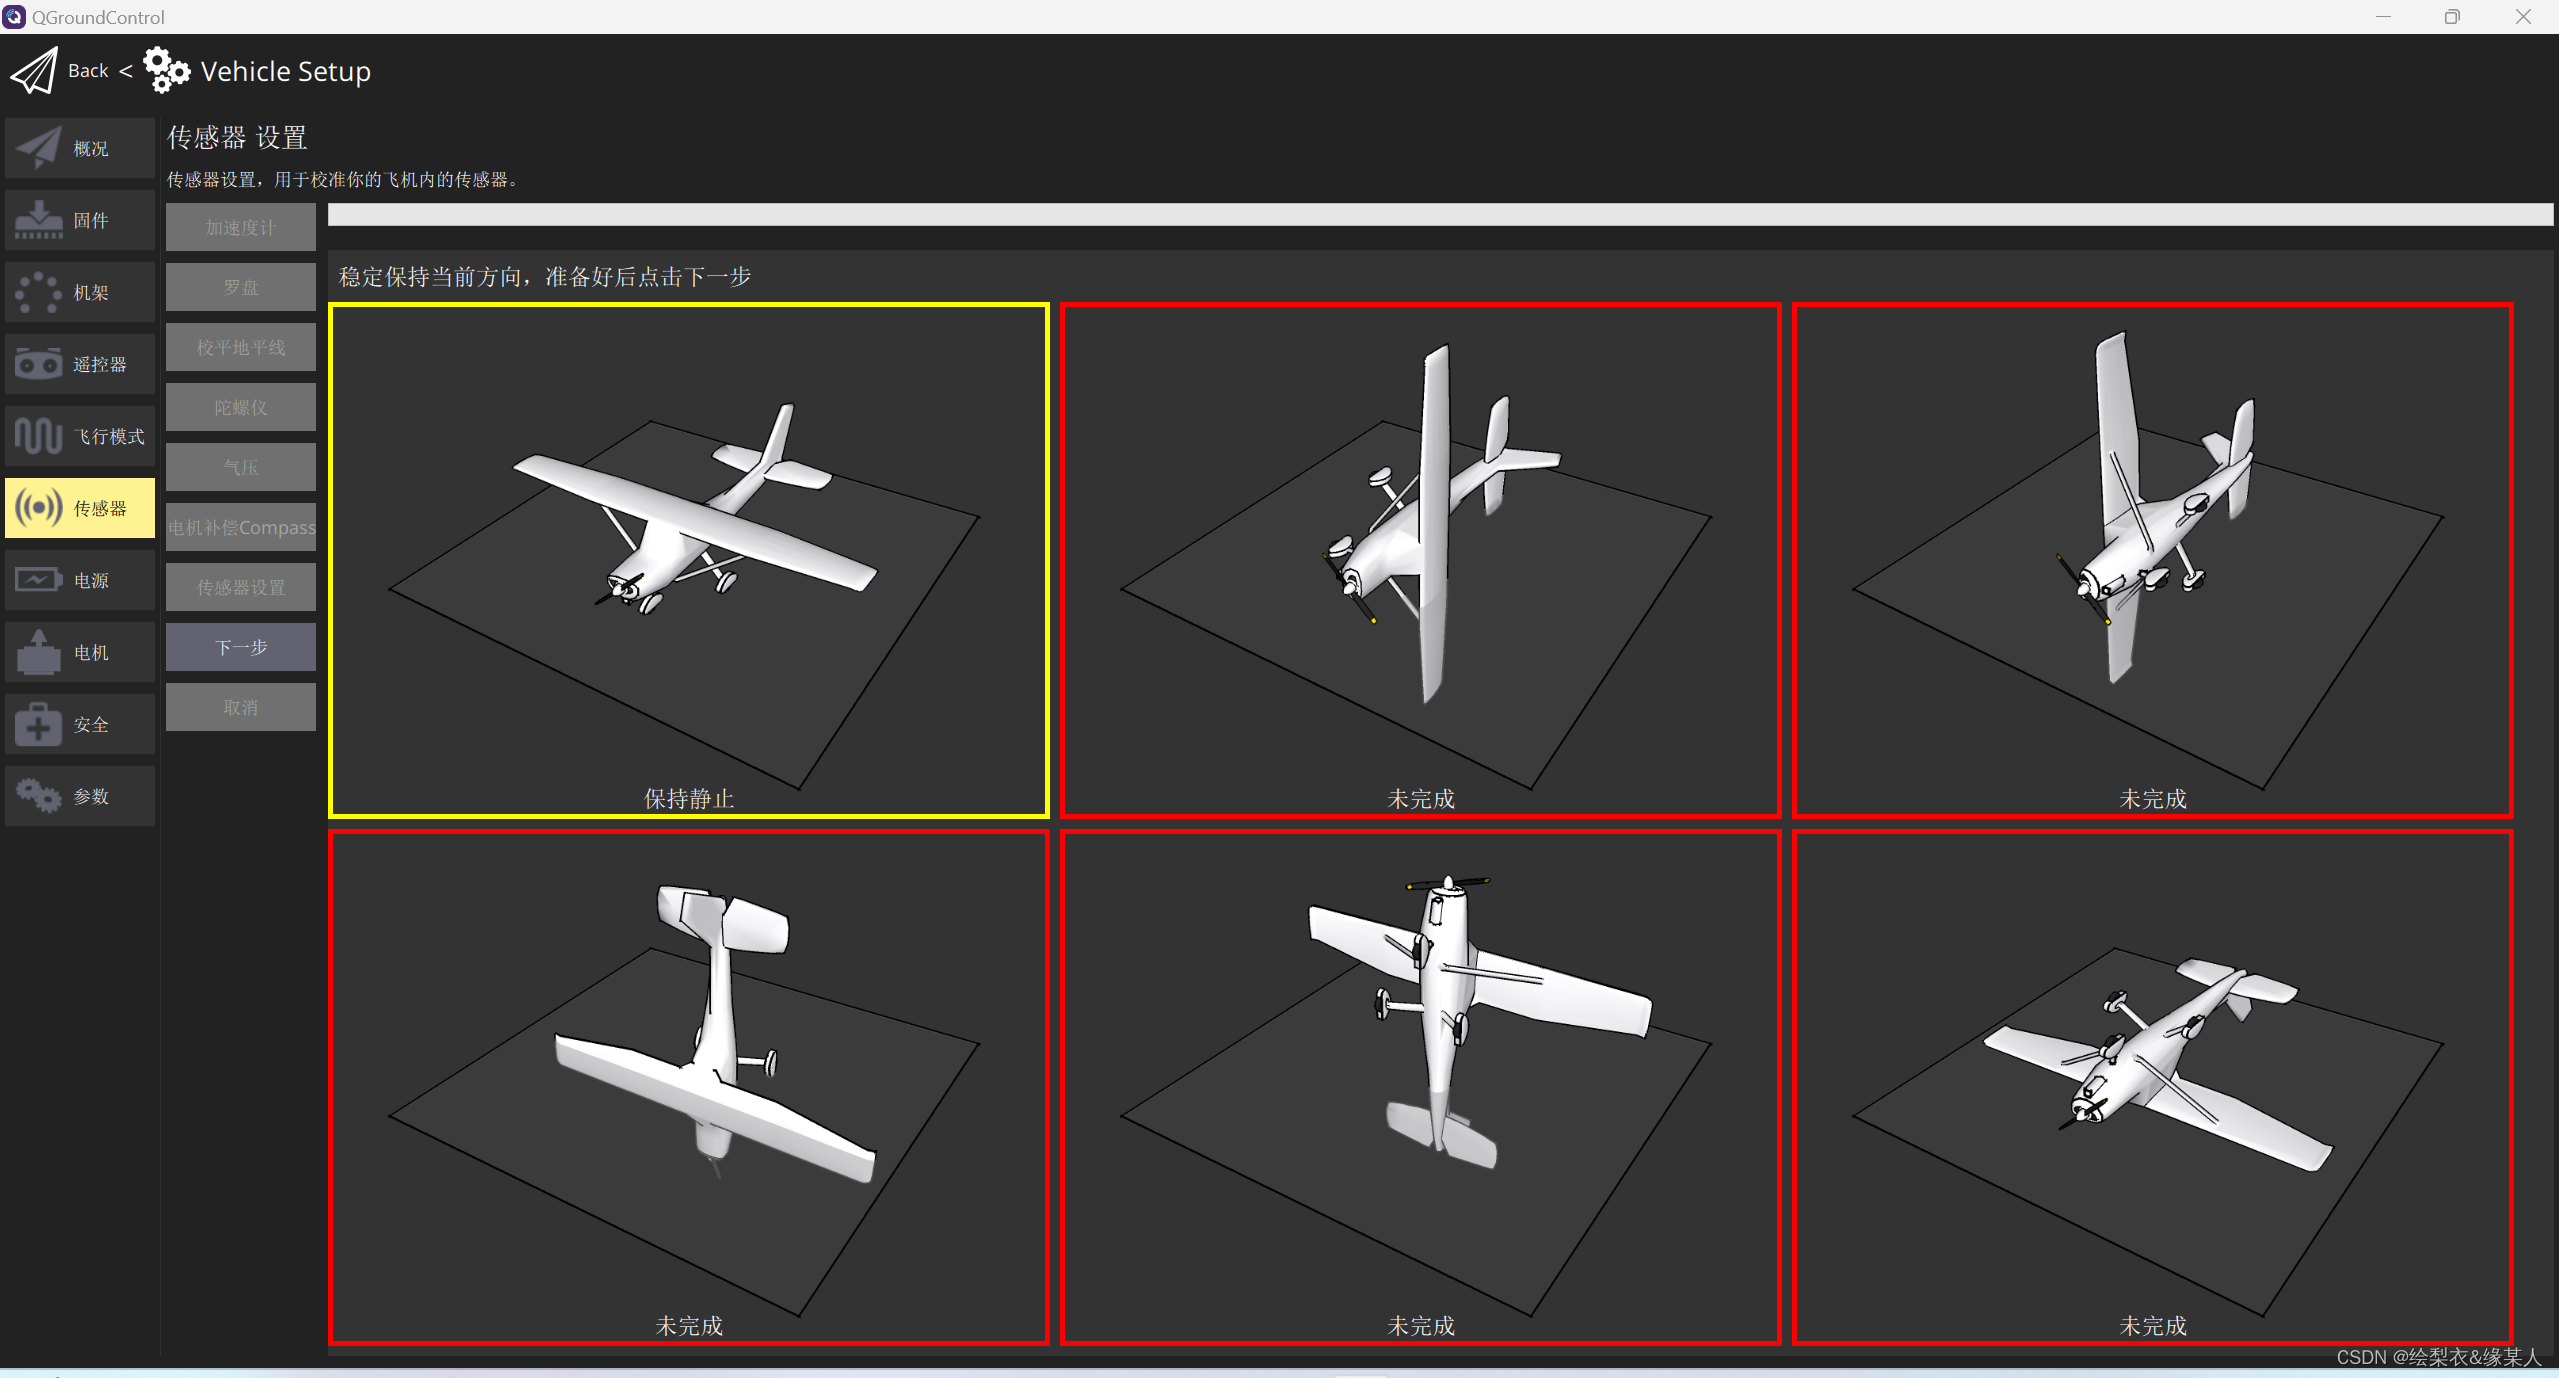 QGroundControl
Back < Vehicle Setup
概况
固件
机架
遥控器
飞行模式
传感器
电源
电机
安全
参数
传感器 设置
传感器设置，用于校准你的飞机内的传感器。
加速度计
罗盘
校平地平线
陀螺仪
气压
电机补偿Compass
传感器设置
下一步
取消
稳定保持当前方向，准备好后点击下一步
保持静止
未完成
未完成
未完成
未完成
未完成
CSDN @绘梨衣&缘某人